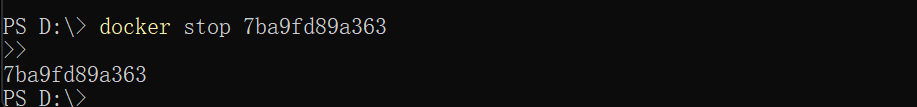 PS D:\> docker stop 7ba9fd89a363
>>
7ba9fd89a363
PS D:\>